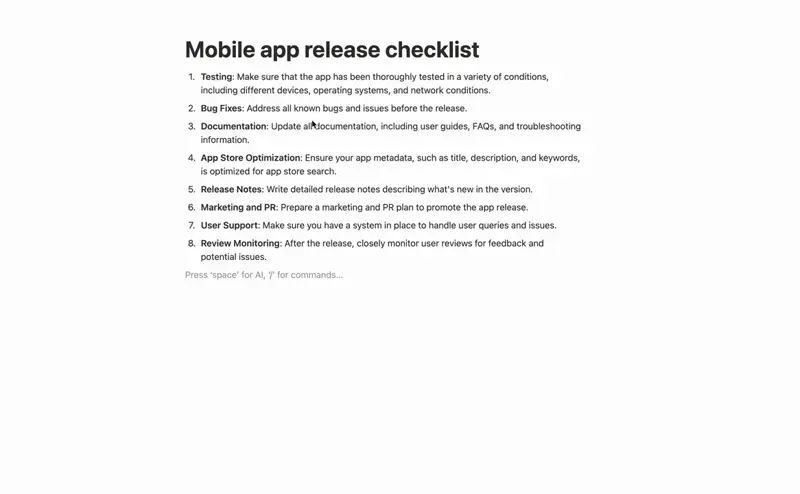 Mobile app release checklist
1. Testing: Make sure that the app has been thoroughly tested in a variety of conditions,
including different devices, operating systems, and network conditions.
2. Bug Fixes: Address all known bugs and issues before the release.
3. Documentation: Update all documentation, including user guides, FAQs, and troubleshooting
information.
4. App Store Optimization: Ensure your app metadata, such as title, description, and keywords,
is optimized for app store search.
5. Release Notes: Write detailed release notes describing what's new in the version.
6. Marketing and PR: Prepare a marketing and PR plan to promote the app release.
7. User Support: Make sure you have a system in place to handle user queries and issues.
8. Review Monitoring: After the release, closely monitor user reviews for feedback and
potential issues.
Press ‘space’ for AI, ‘/’ for commands…